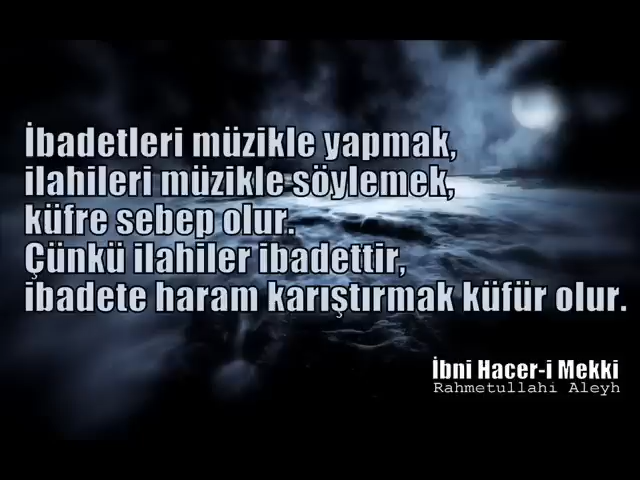 İbadetleri müzikle yapmak,
ilahileri müzikle söylemek,
küfre sebep olur.
Çünkü ilahiler ibadettir,
ibadete haram karıştırmak küfür olur.
İbni Hacer-i Mekki
Rahmetullahi Aleyh